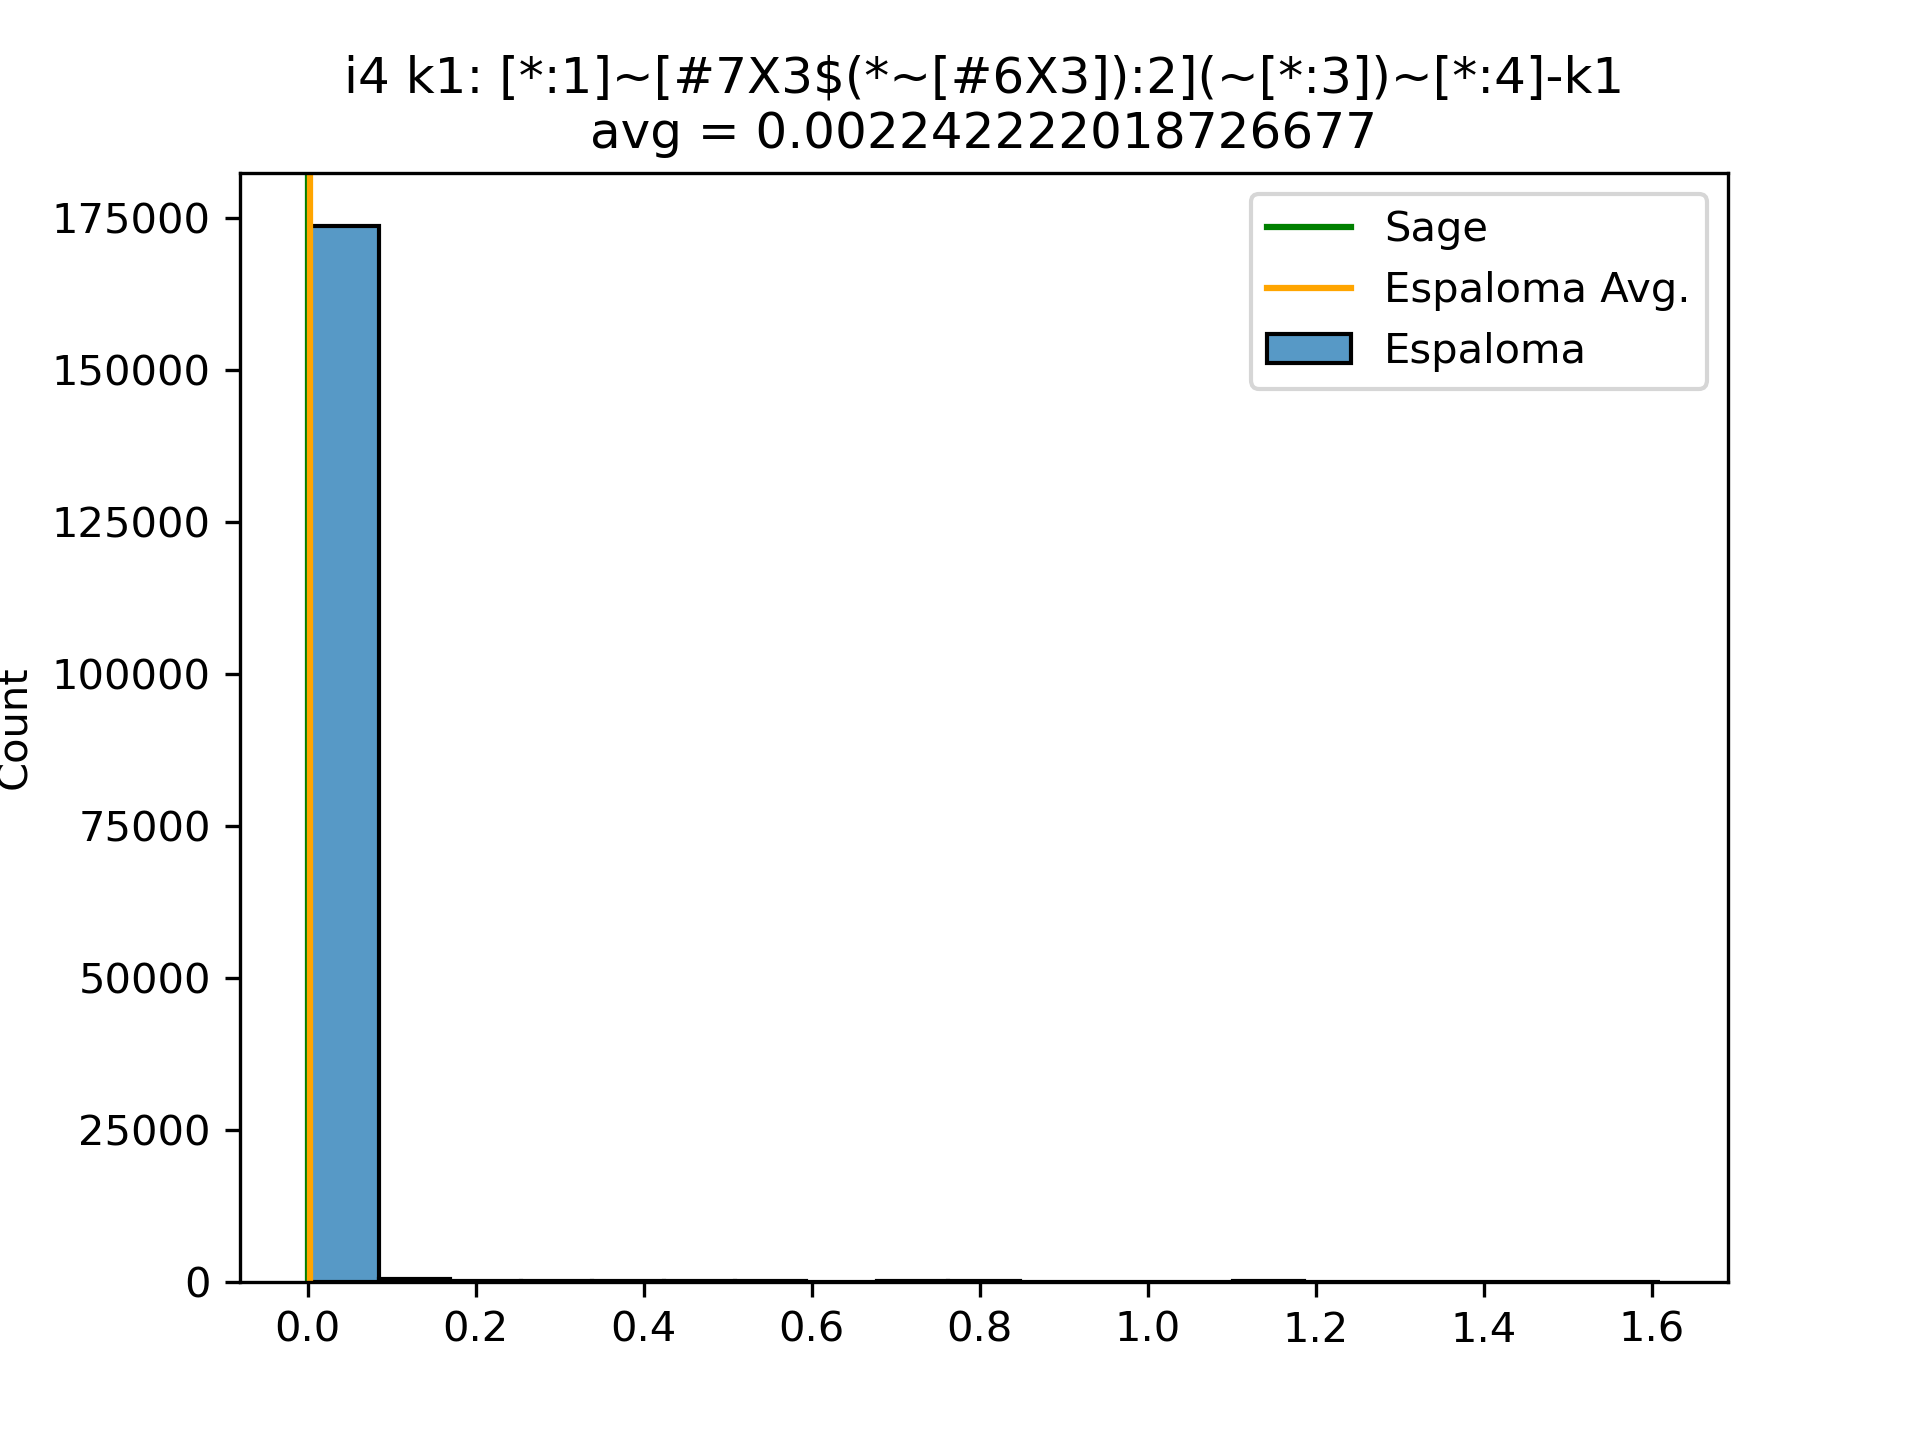 i4 k1: [*:1]~[#7X3$(*~[#6X3]):2](~[*:3])~[*:4]-k1
avg = 0.002242222018726677
Sage
Espaloma Avg.
Espaloma
175000
150000
125000
100000
75000
50000
25000
0
Count
0.0 0.2 0.4 0.6 0.8 1.0 1.2 1.4 1.6